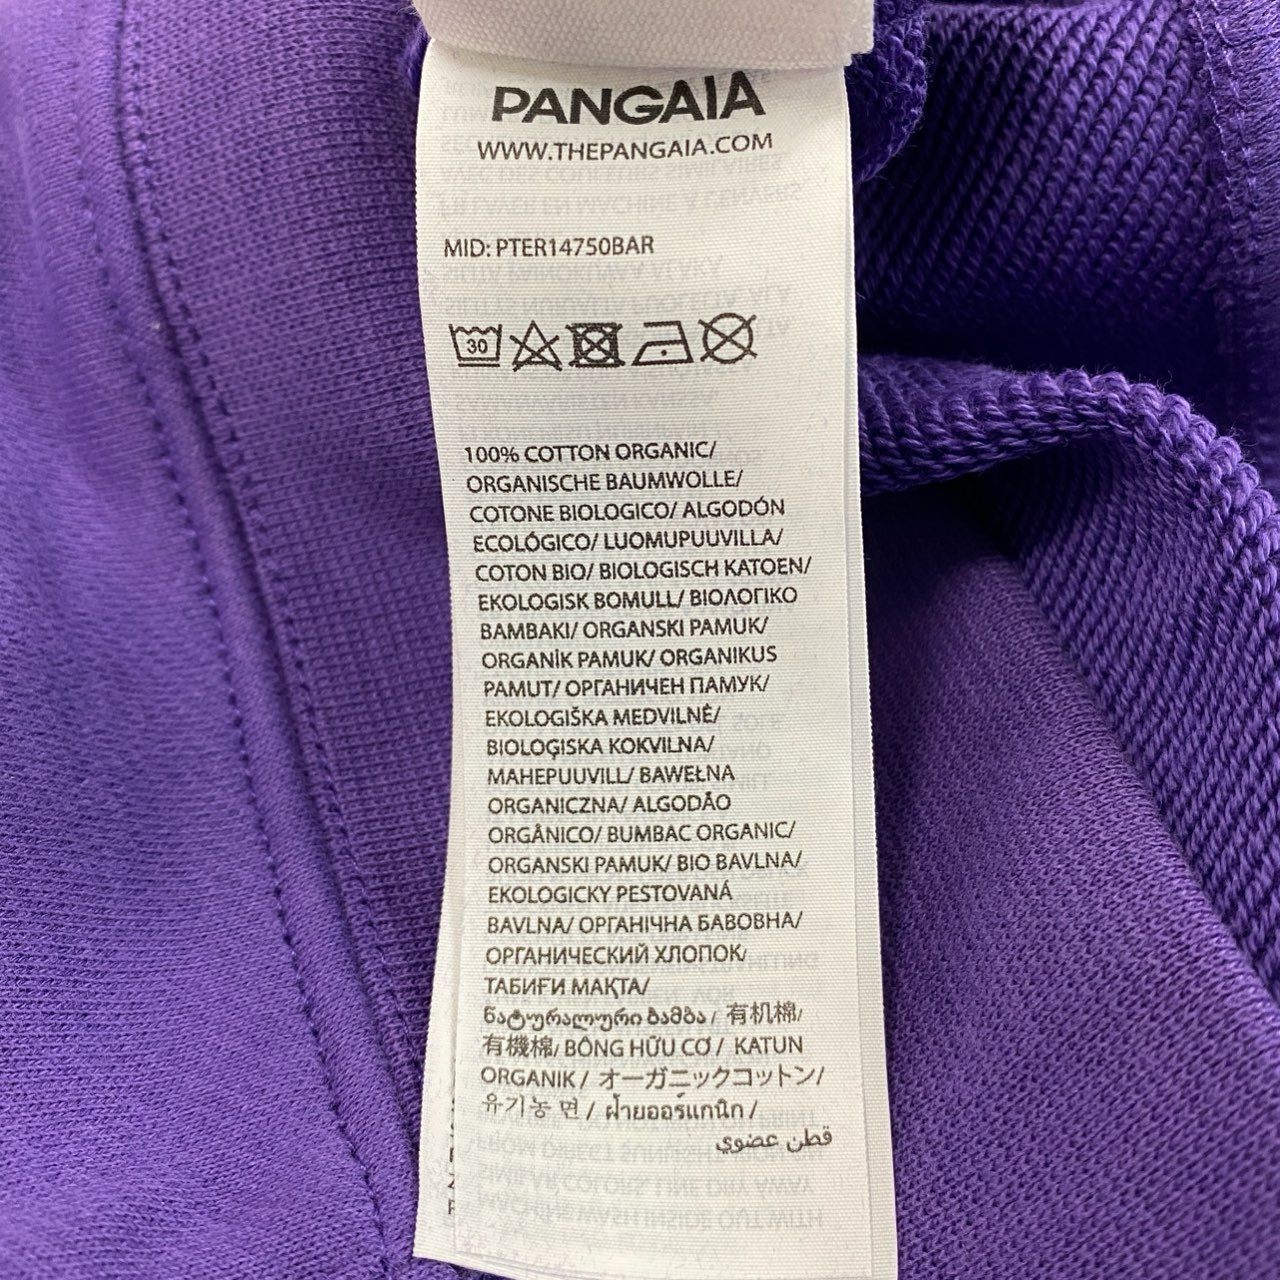 PANGAIA
WWW.THEPANGAIA.COM
MID: PTER14750BAR
30
100% COTTON ORGANIC/
ORGANISCHE BAUMWOLLE/
COTONE BIOLOGICO/ ALGODÓN
ECOLÓGICO/ LUOMUPUUVILLA/
COTON BIO/ BIOLOGISCH KATOEN/
EKOLOGISK BOMULL/ ΒΙΟΛΟΓΙΚΟ
BAMBAKI/ ORGANSKI PAMUK/
ORGANİK PAMUK/ ORGANIKUS
PAMUT/ ОРГАНИЧЕН ПАМУК/
EKOLOGIŠKA MEDVILNĖ/
BIOLOĢISKA KOKVILNA/
MAHEPUUVILL/ BAWEŁNA
ORGANICZNA/ ALGODÃO
ORGÂNICO/ BUMBAC ORGANIC/
ORGANSKI PAMUK/ BIO BAVLNA/
EKOLOGICKY PESTOVANÁ
BAVLNA/ ОРГАНІЧНА БАВОВНА/
ОРГАНИЧЕСКИЙ ХЛОПОК/
ТАБИҒИ МАҚТА/
ნატურალური ბამბა / 有机棉/
有機棉/ BÔNG HỮU CƠ / KATUN
ORGANIK / オーガニックコットン/
유기농 면 / ฝ้ายออร์แกนิก /
قطن عضوي